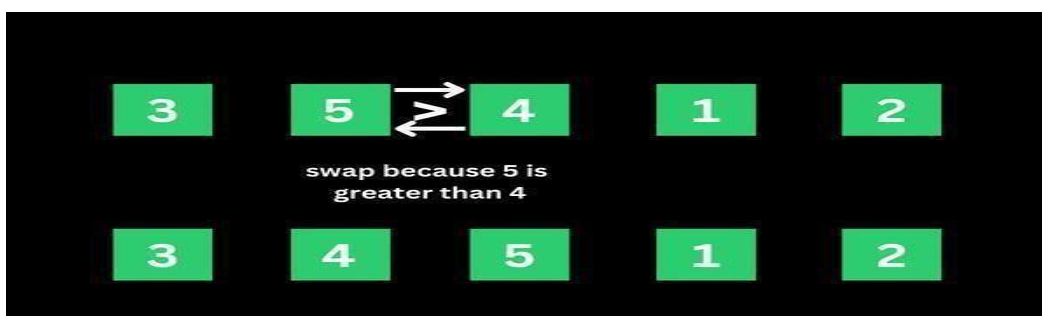 3 5 > 4 1 2
swap because 5 is
greater than 4
3 4 5 1 2